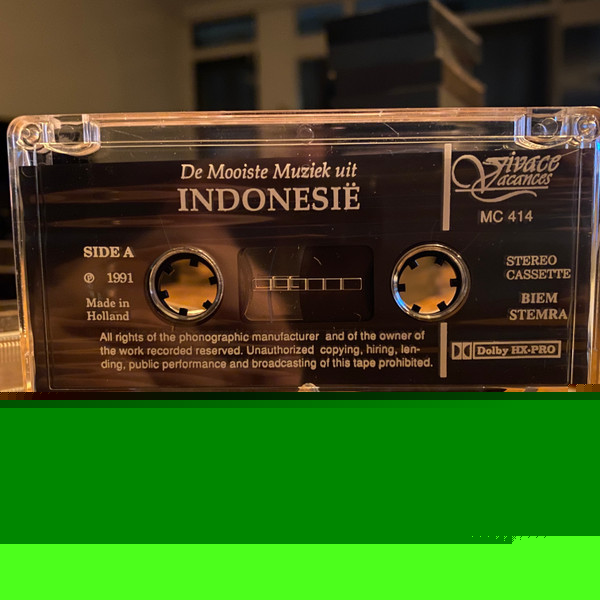 De Mooiste Muziek uit
INDONESIË
Vivace
Vacances
MC 414
SIDE A
℗ 1991
Made in
Holland
STEREO
CASSETTE
BIEM
STEMRA
All rights of the phonographic manufacturer and of the owner of
the work recorded reserved. Unauthorized copying, hiring, len-
ding, public performance and broadcasting of this tape prohibited.
Dolby HX-PRO